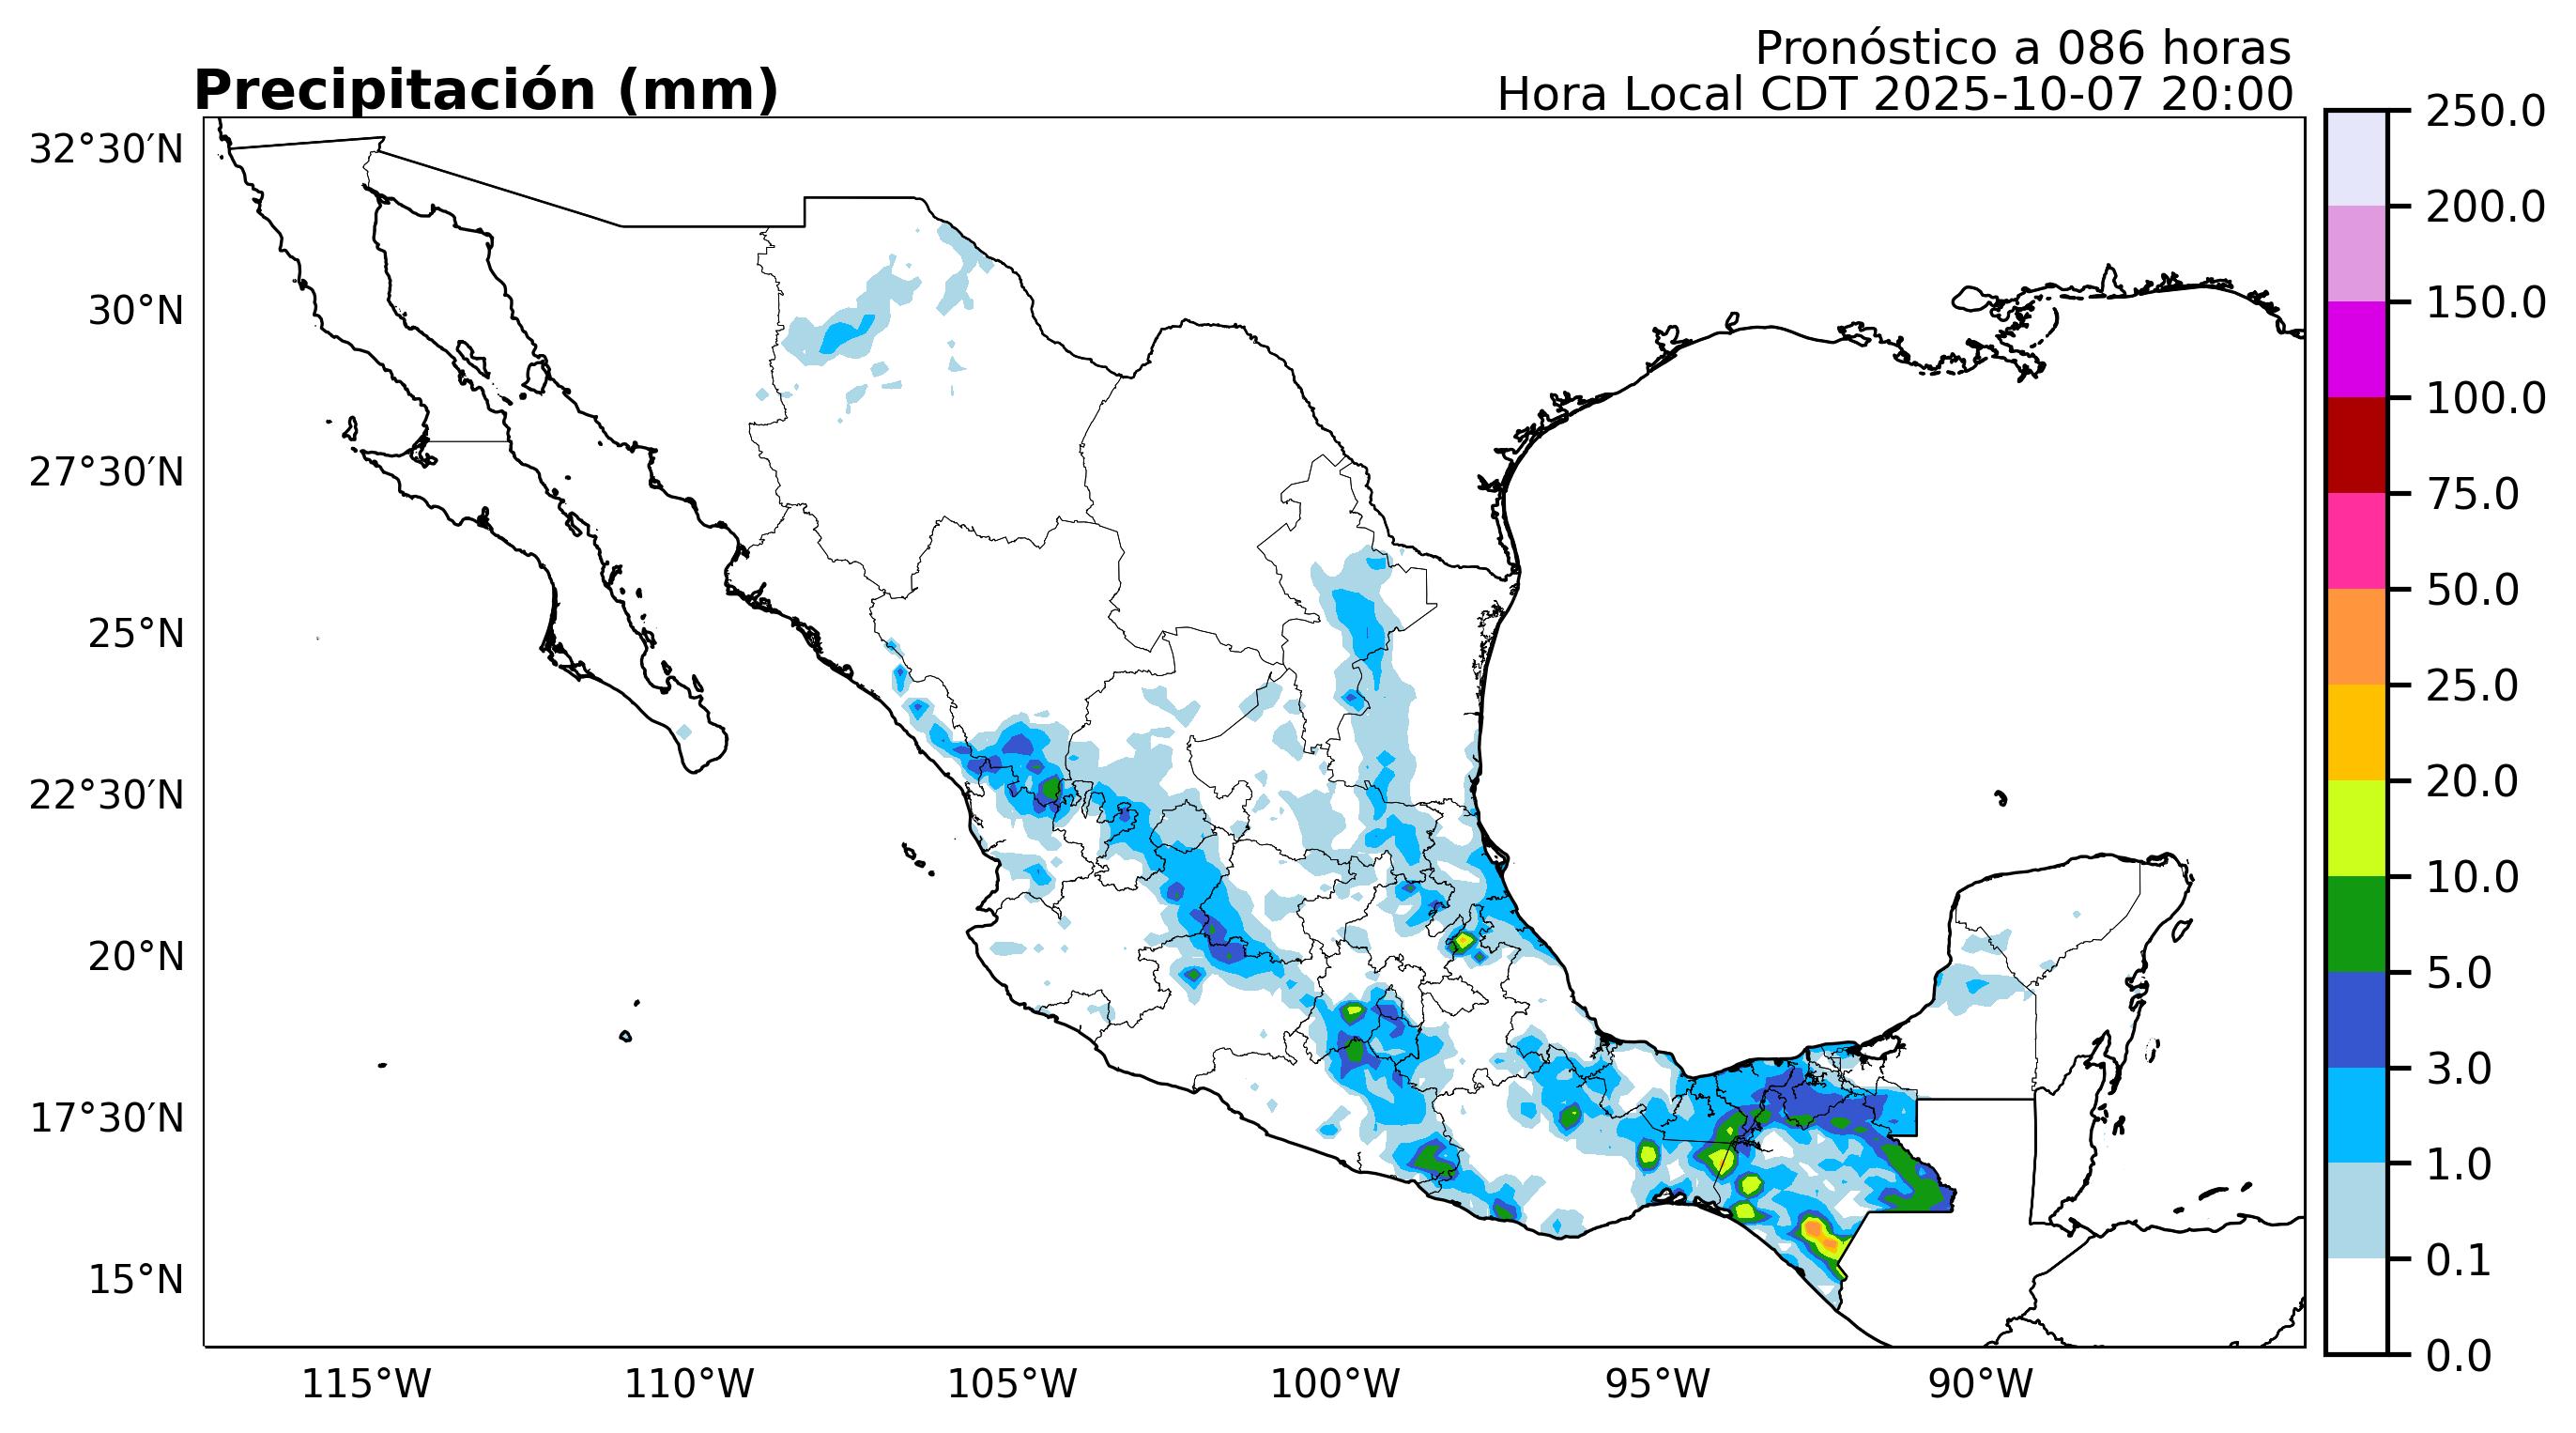 Pronóstico a 086 horas
Precipitación (mm)
Hora Local CDT 2025-10-07 20:00
32°30′N
30°N
27°30′N
25°N
22°30′N
20°N
17°30′N
15°N
115°W
110°W
105°W
100°W
95°W
90°W
250.0
200.0
150.0
100.0
75.0
50.0
25.0
20.0
10.0
5.0
3.0
1.0
0.1
0.0